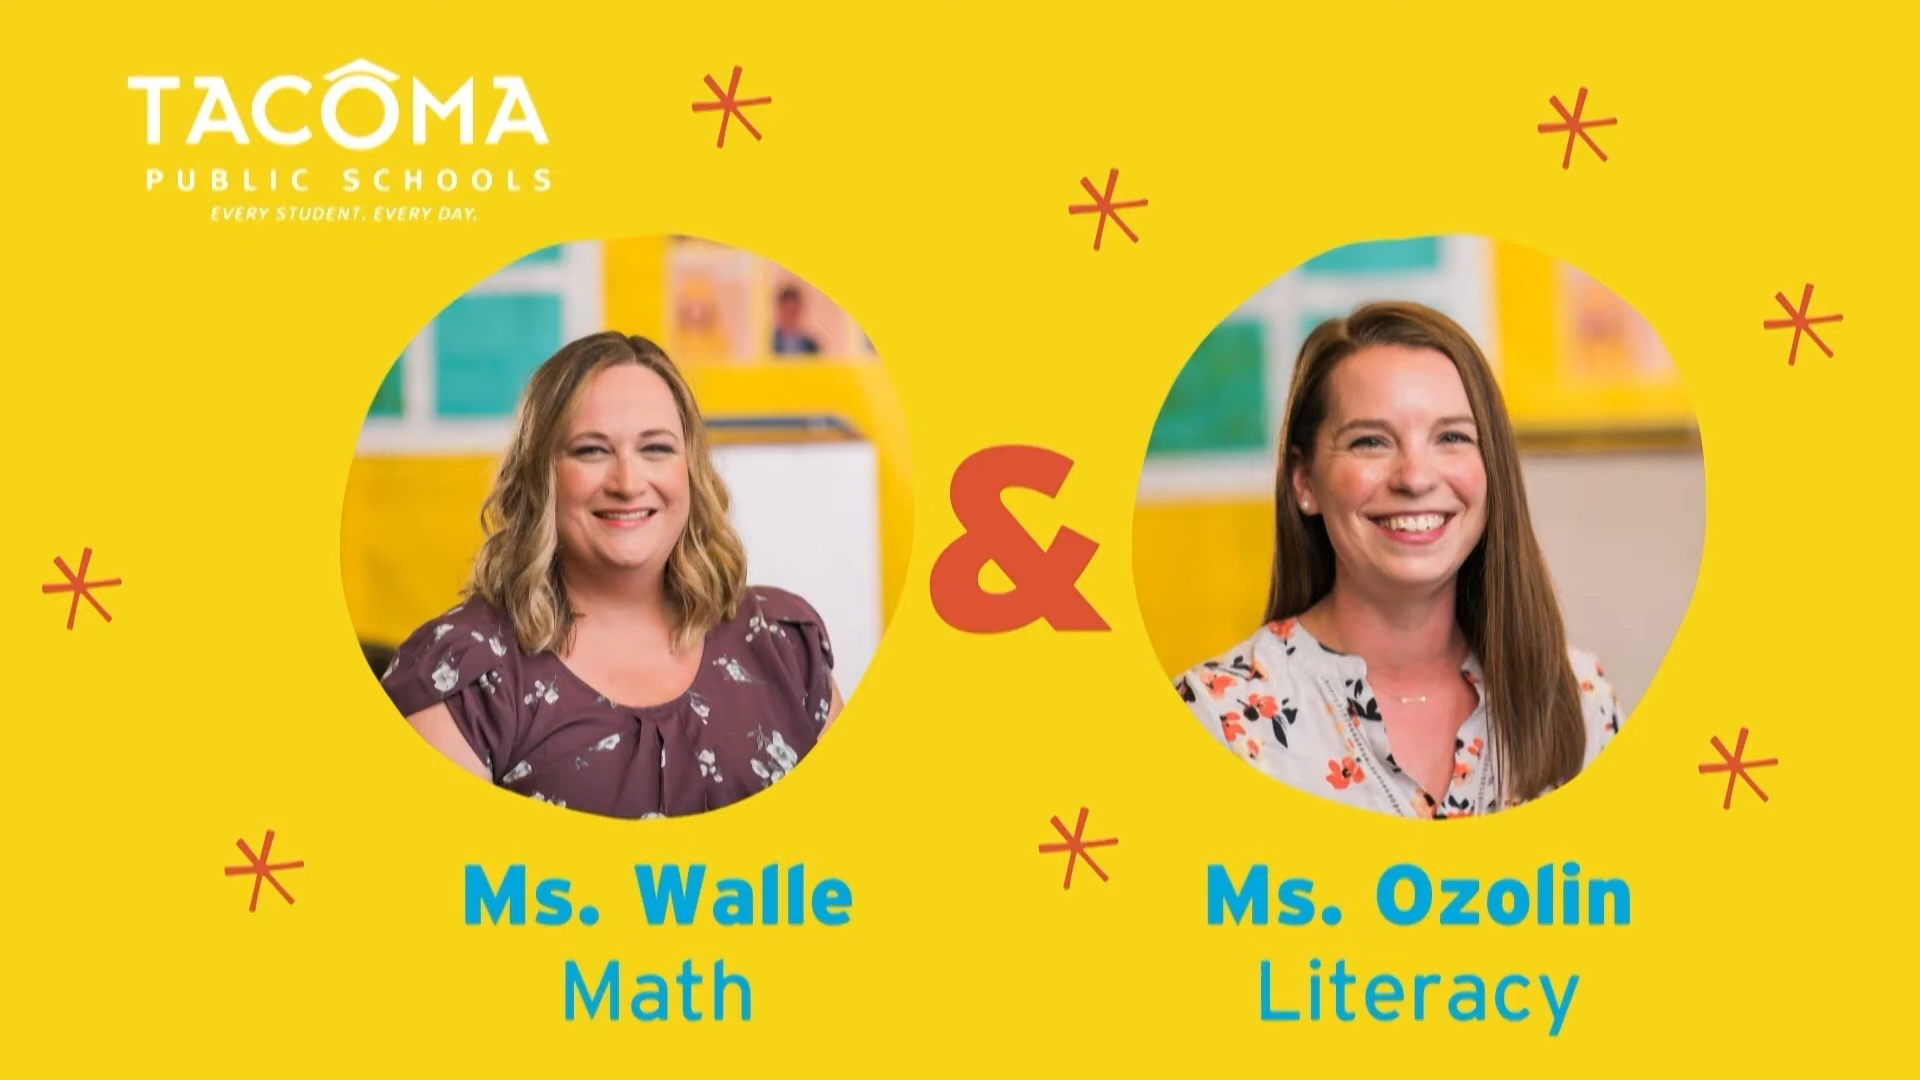 TACOMA
PUBLIC SCHOOLS
EVERY STUDENT. EVERY DAY.
&
Ms. Walle
Math
Ms. Ozolin
Literacy